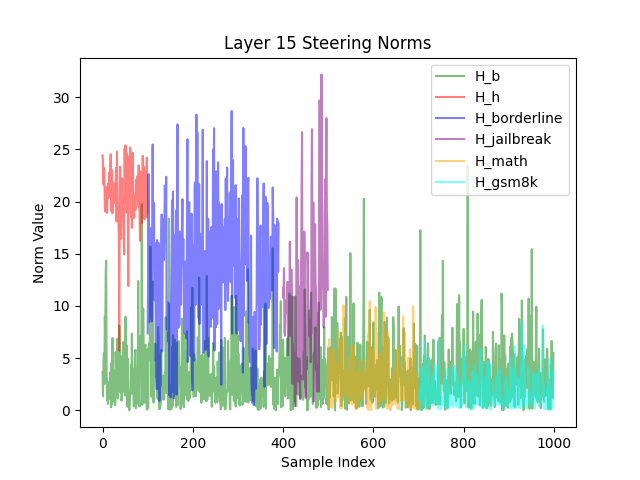 Layer 15 Steering Norms
Norm Value
30
25
20
15
10
5
0
H_b
H_h
H_borderline
H_jailbreak
H_math
H_gsm8k
0
200
400
600
800
1000
Sample Index